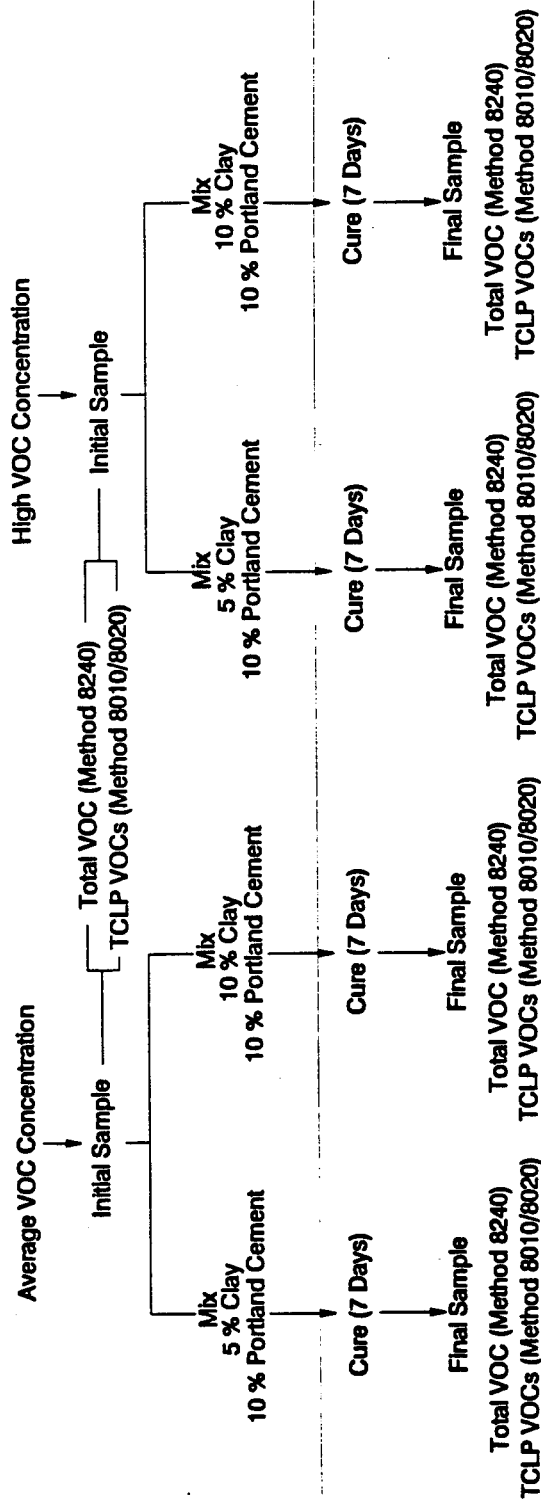 Average VOC Concentration
Initial Sample
Total VOC (Method 8240)
TCLP VOCs (Method 8010/8020)
High VOC Concentration
Initial Sample
Mix
5 % Clay
10 % Portland Cement
Mix
10 % Clay
10 % Portland Cement
Mix
5 % Clay
10 % Portland Cement
Mix
10 % Clay
10 % Portland Cement
Cure (7 Days)
Cure (7 Days)
Cure (7 Days)
Cure (7 Days)
Final Sample
Total VOC (Method 8240)
TCLP VOCs (Method 8010/8020)
Final Sample
Total VOC (Method 8240)
TCLP VOCs (Method 8010/8020)
Final Sample
Total VOC (Method 8240)
TCLP VOCs (Method 8010/8020)
Final Sample
Total VOC (Method 8240)
TCLP VOCs (Method 8010/8020)